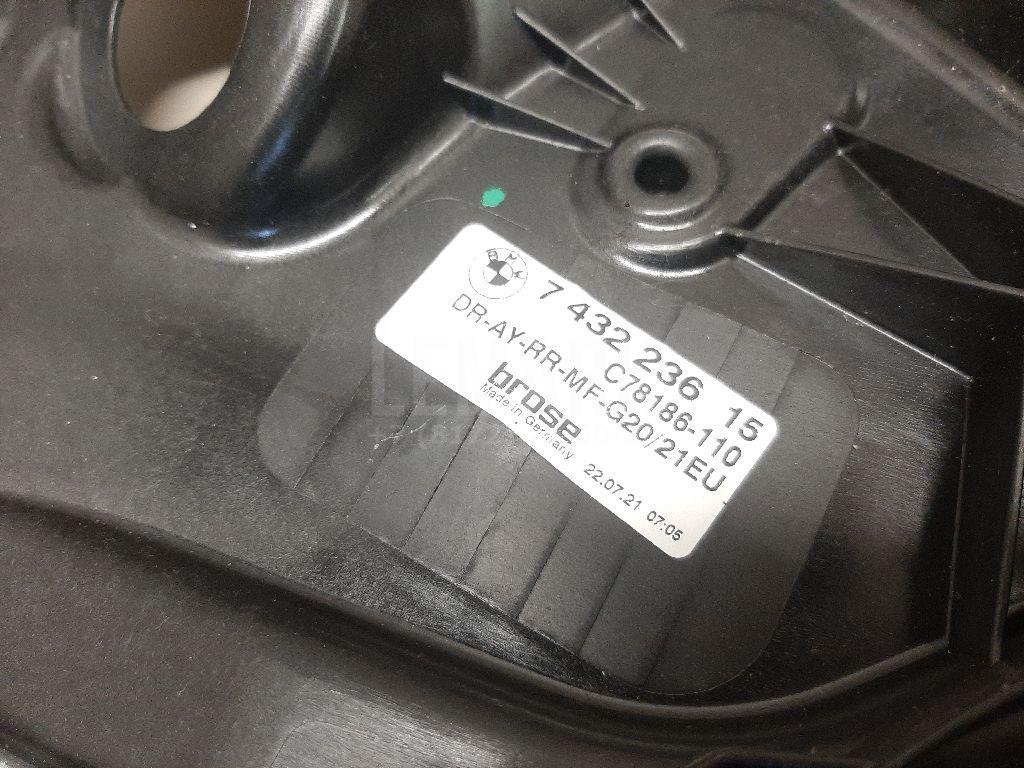 BMW
7 432 236 15
C78186-110
DR-AY-RR-MF-G20/21EU
brose
Made in Germany 22.07.21 07:05